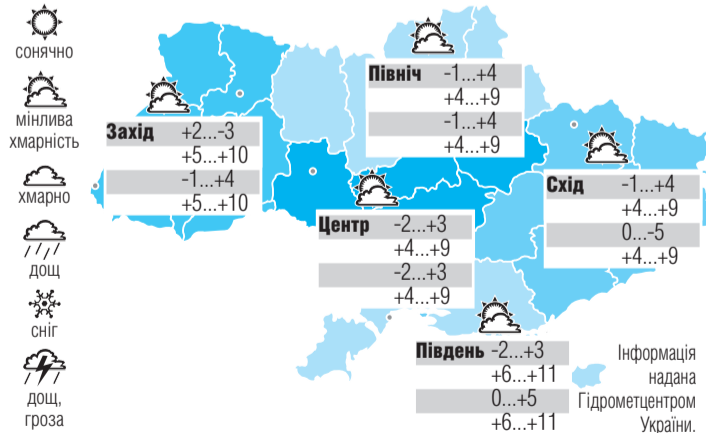 сонячно
мінлива
хмарність
хмарно
дощ
сніг
дощ,
гроза
Північ -1...+4
+4...+9
-1...+4
+4...+9
Захід +2...-3
+5...+10
-1...+4
+5...+10
Схід -1...+4
+4...+9
0...-5
+4...+9
Центр -2...+3
+4...+9
-2...+3
+4...+9
Південь -2...+3
+6...+11
0...+5
+6...+11
Інформація
надана
Гідрометцентром
України.